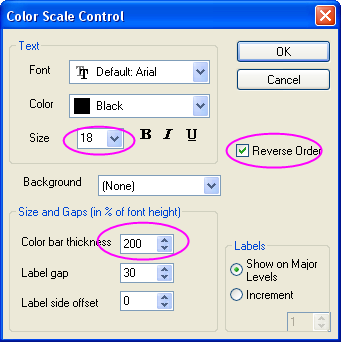 Color Scale Control
Text
Font
Default: Arial
Color
Black
Size
18
B I U
OK
Cancel
Reverse Order
Background
(None)
Size and Gaps (in % of font height)
Color bar thickness
200
Label gap
30
Label side offset
0
Labels
Show on Major
Levels
Increment
1